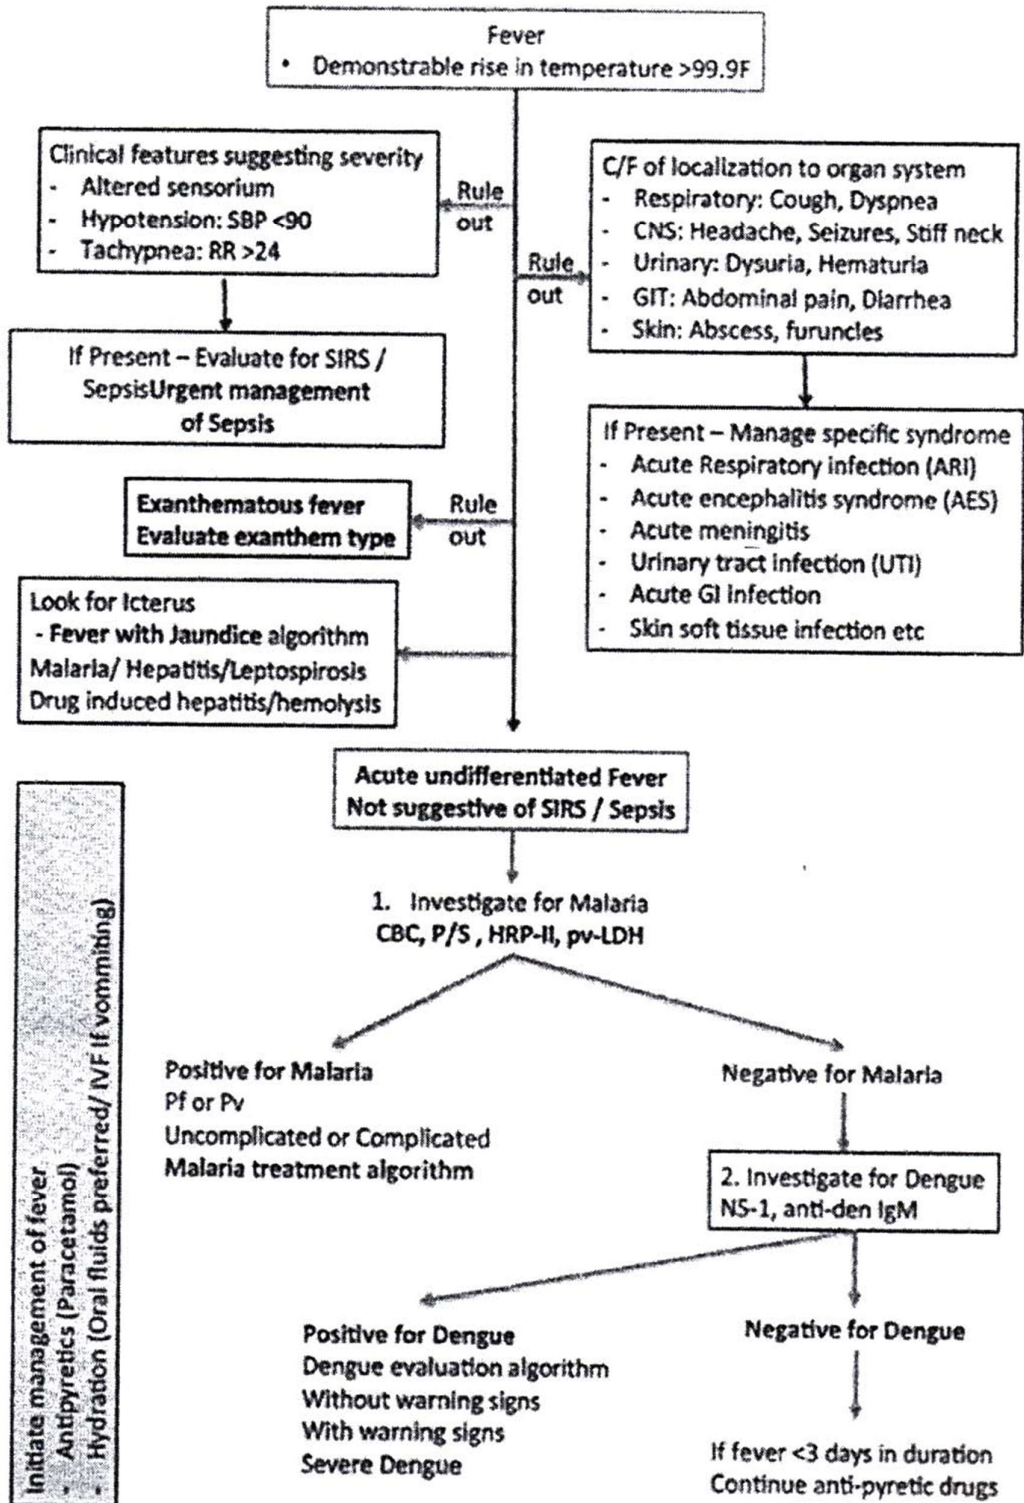 Fever
• Demonstrable rise in temperature >99.9F
Clinical features suggesting severity
- Altered sensorium
- Hypotension: SBP <90
- Tachypnea: RR >24
Rule
out
C/F of localization to organ system
- Respiratory: Cough, Dyspnea
- CNS: Headache, Seizures, Stiff neck
- Urinary: Dysuria, Hematuria
- GIT: Abdominal pain, Diarrhea
- Skin: Abscess, furuncles
Rule
out
If Present – Evaluate for SIRS /
SepsisUrgent management
of Sepsis
If Present – Manage specific syndrome
- Acute Respiratory infection (ARI)
- Acute encephalitis syndrome (AES)
- Acute meningitis
- Urinary tract infection (UTI)
- Acute GI infection
- Skin soft tissue infection etc
Exanthematous fever
Evaluate exanthem type
Rule
out
Look for Icterus
- Fever with Jaundice algorithm
Malaria/ Hepatitis/Leptospirosis
Drug induced hepatitis/hemolysis
Acute undifferentiated Fever
Not suggestive of SIRS / Sepsis
1. Investigate for Malaria
CBC, P/S , HRP-II, pv-LDH
Positive for Malaria
Pf or Pv
Uncomplicated or Complicated
Malaria treatment algorithm
Negative for Malaria
2. Investigate for Dengue
NS-1, anti-den IgM
Positive for Dengue
Dengue evaluation algorithm
Without warning signs
With warning signs
Severe Dengue
Negative for Dengue
If fever <3 days in duration
Continue anti-pyretic drugs
Initiate management of fever
- Antipyretics (Paracetamol)
- Hydration (Oral fluids preferred/ IVF If vommiting)